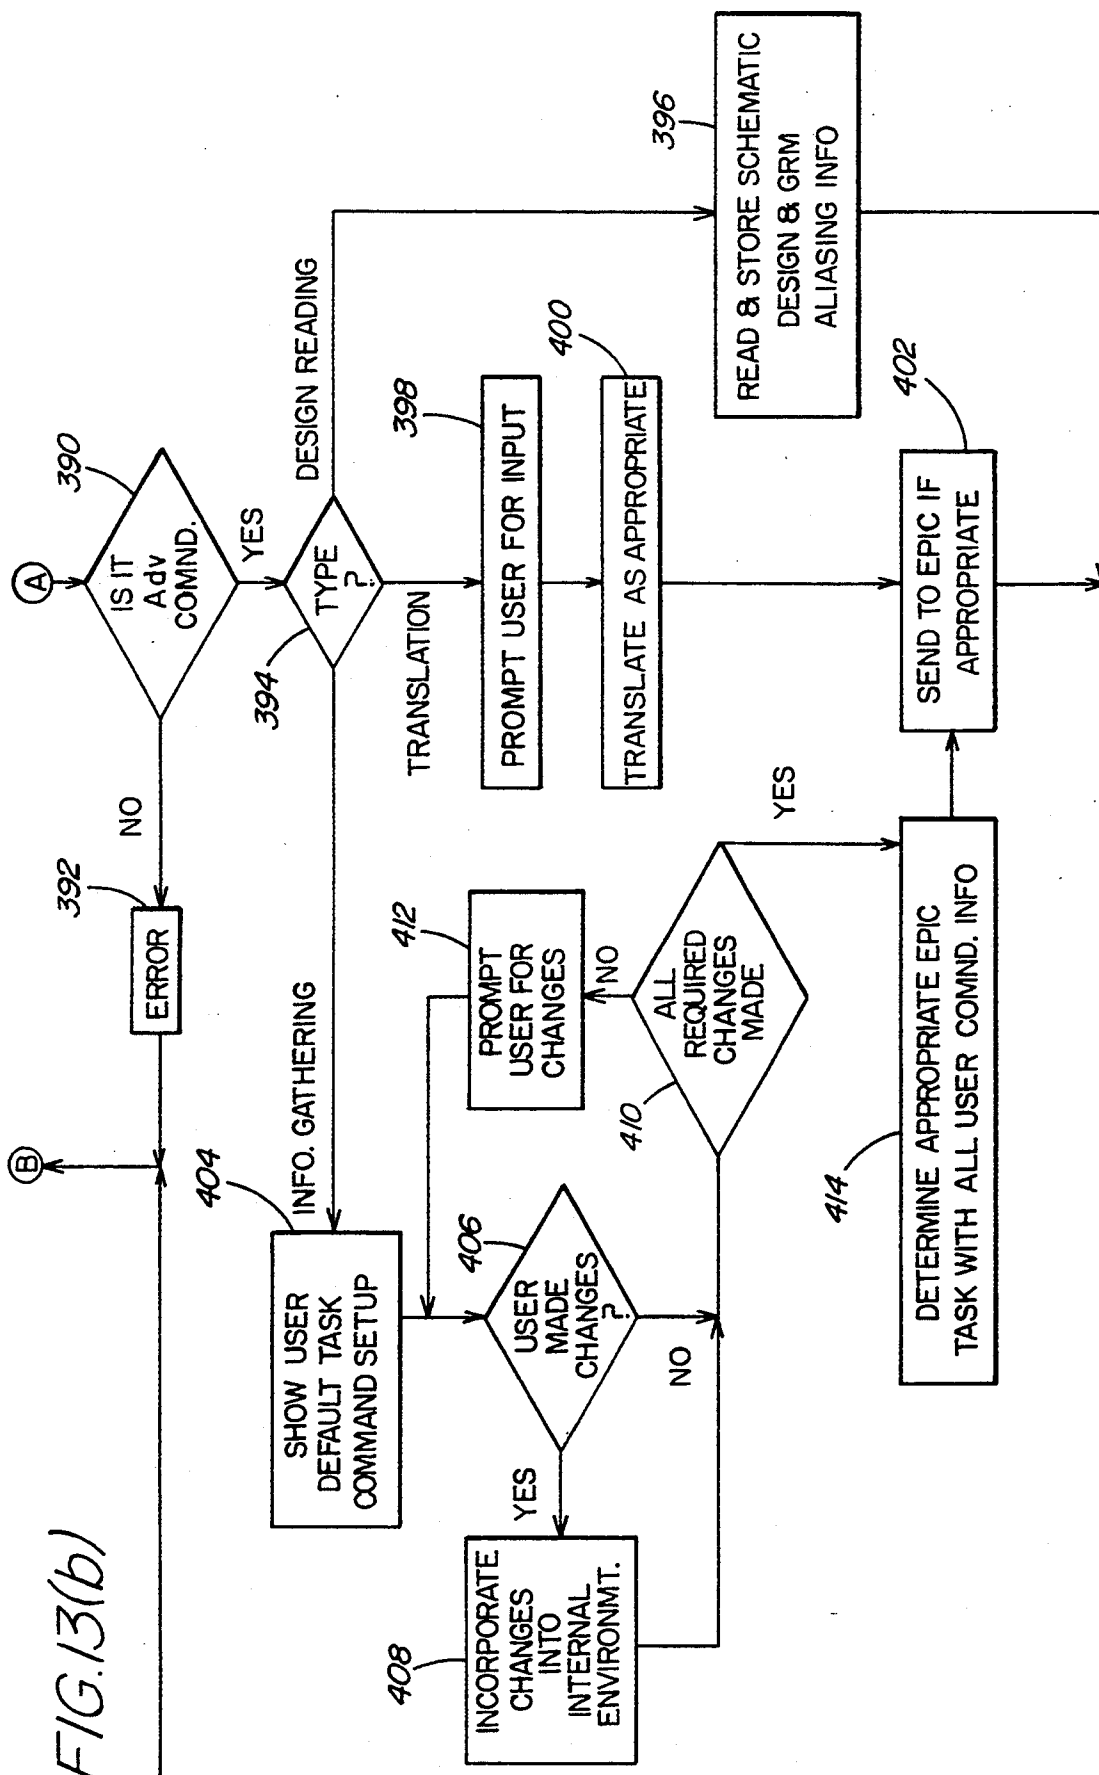 FIG.13(b)
A
390
IS IT
Adv
COMND.
NO
392
ERROR
B
YES
394
TYPE
?
DESIGN READING
396
READ & STORE SCHEMATIC
DESIGN & GRM
ALIASING INFO
TRANSLATION
398
PROMPT USER FOR INPUT
400
TRANSLATE AS APPROPRIATE
402
SEND TO EPIC IF
APPROPRIATE
INFO. GATHERING
404
SHOW USER
DEFAULT TASK
COMMAND SETUP
406
USER
MADE
CHANGES
?
YES
NO
408
INCORPORATE
CHANGES
INTO
INTERNAL
ENVIRONMT.
410
ALL
REQUIRED
CHANGES
MADE
NO
412
PROMPT
USER FOR
CHANGES
YES
414
DETERMINE APPROPRIATE EPIC
TASK WITH ALL USER COMND. INFO